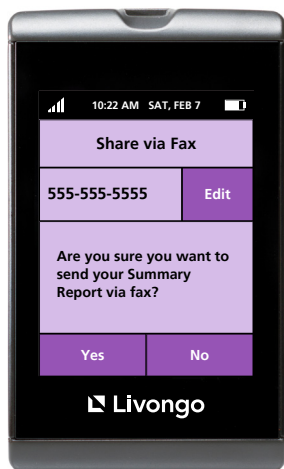 10:22 AM SAT, FEB 7
Share via Fax
555-555-5555 Edit
Are you sure you want to
send your Summary
Report via fax?
Yes No
Livongo